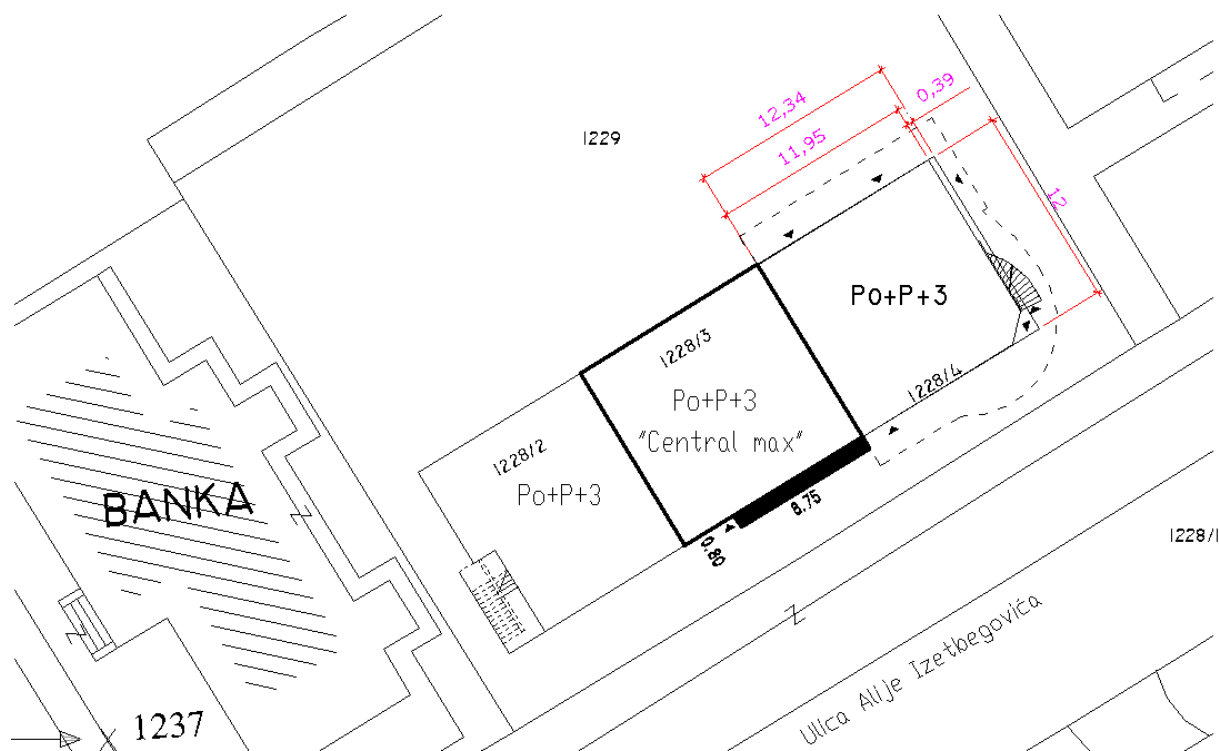 12,34
0,39
11,95
1229
12
Po+P+3
1228/3
1228/4
Po+P+3
"Central max"
1228/2
Po+P+3
8.75
0.80
BANKA
Z
Z
Z
1228/1
Ulica Alije Izetbegovića
1237